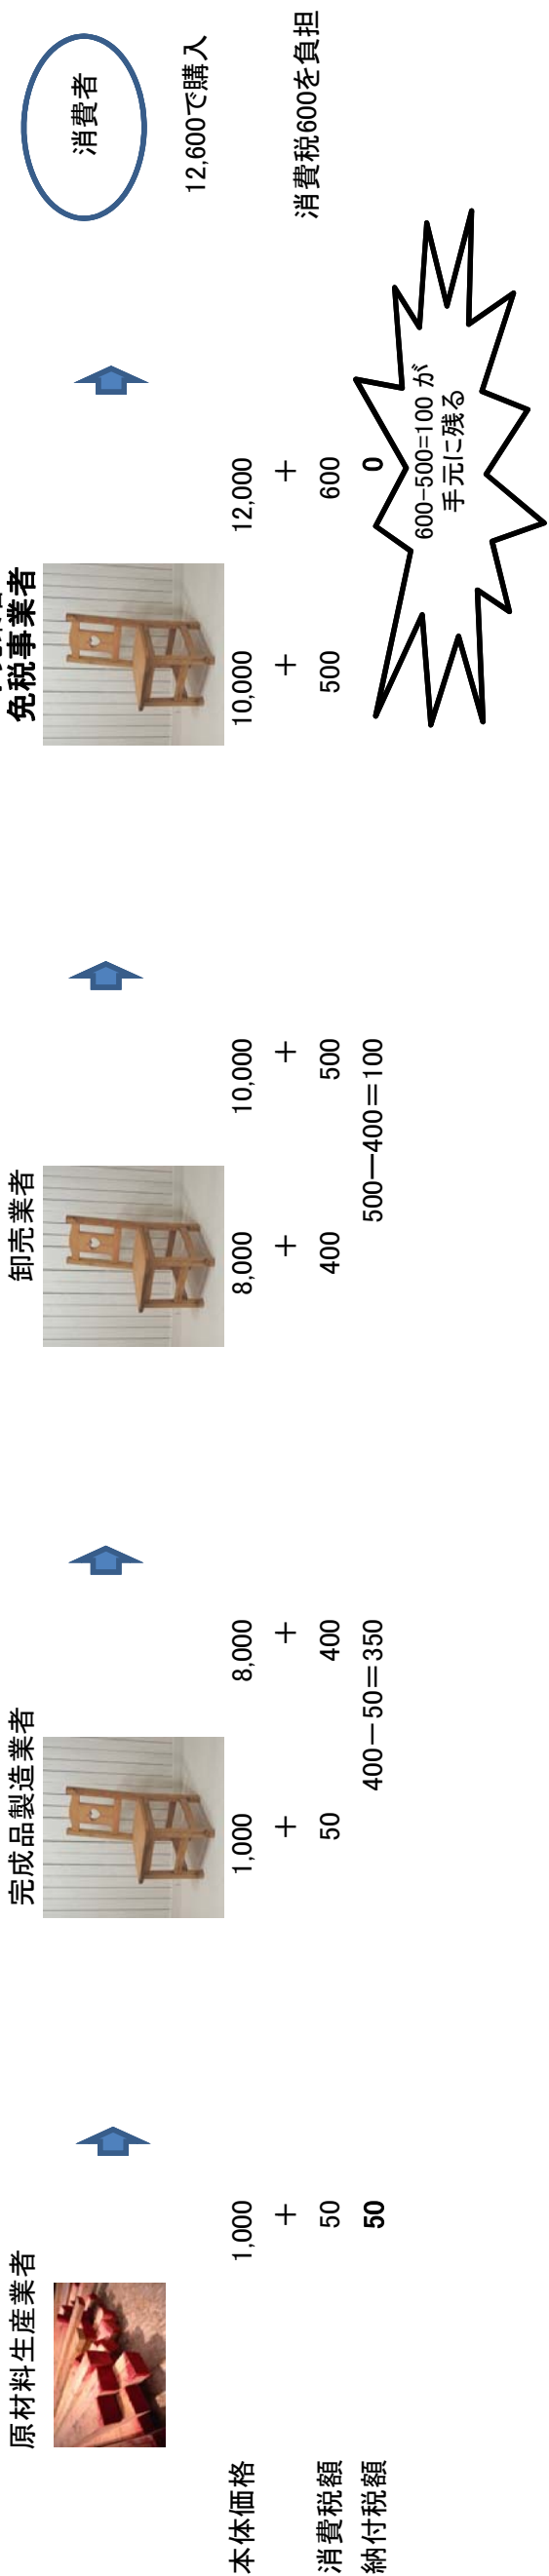 原材料生産業者
完成品製造業者
卸売業者
免税事業者
消費者
12,600で購入
消費税600を負担
本体価格
1,000
1,000
8,000
8,000
10,000
10,000
12,000
+
+
+
+
+
+
+
消費税額
50
50
400
400
500
500
600
納付税額
50
400-50=350
500―400=100
0
600-500=100 が
手元に残る